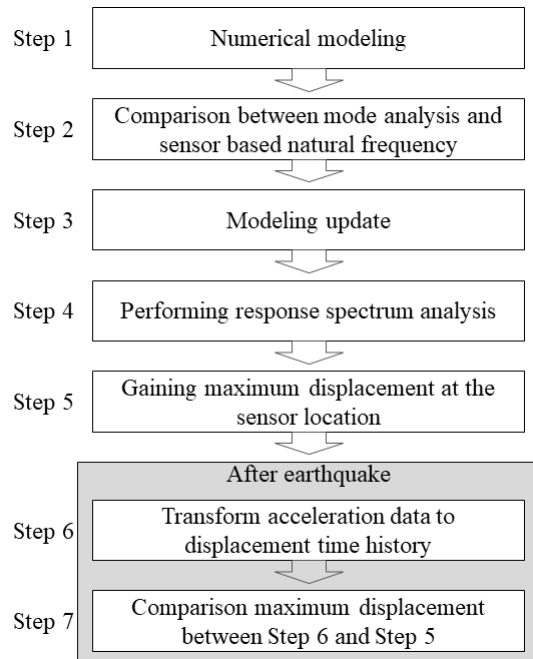 Step 1
Numerical modeling
Step 2
Comparison between mode analysis and
sensor based natural frequency
Step 3
Modeling update
Step 4
Performing response spectrum analysis
Step 5
Gaining maximum displacement at the
sensor location
After earthquake
Step 6
Transform acceleration data to
displacement time history
Step 7
Comparison maximum displacement
between Step 6 and Step 5